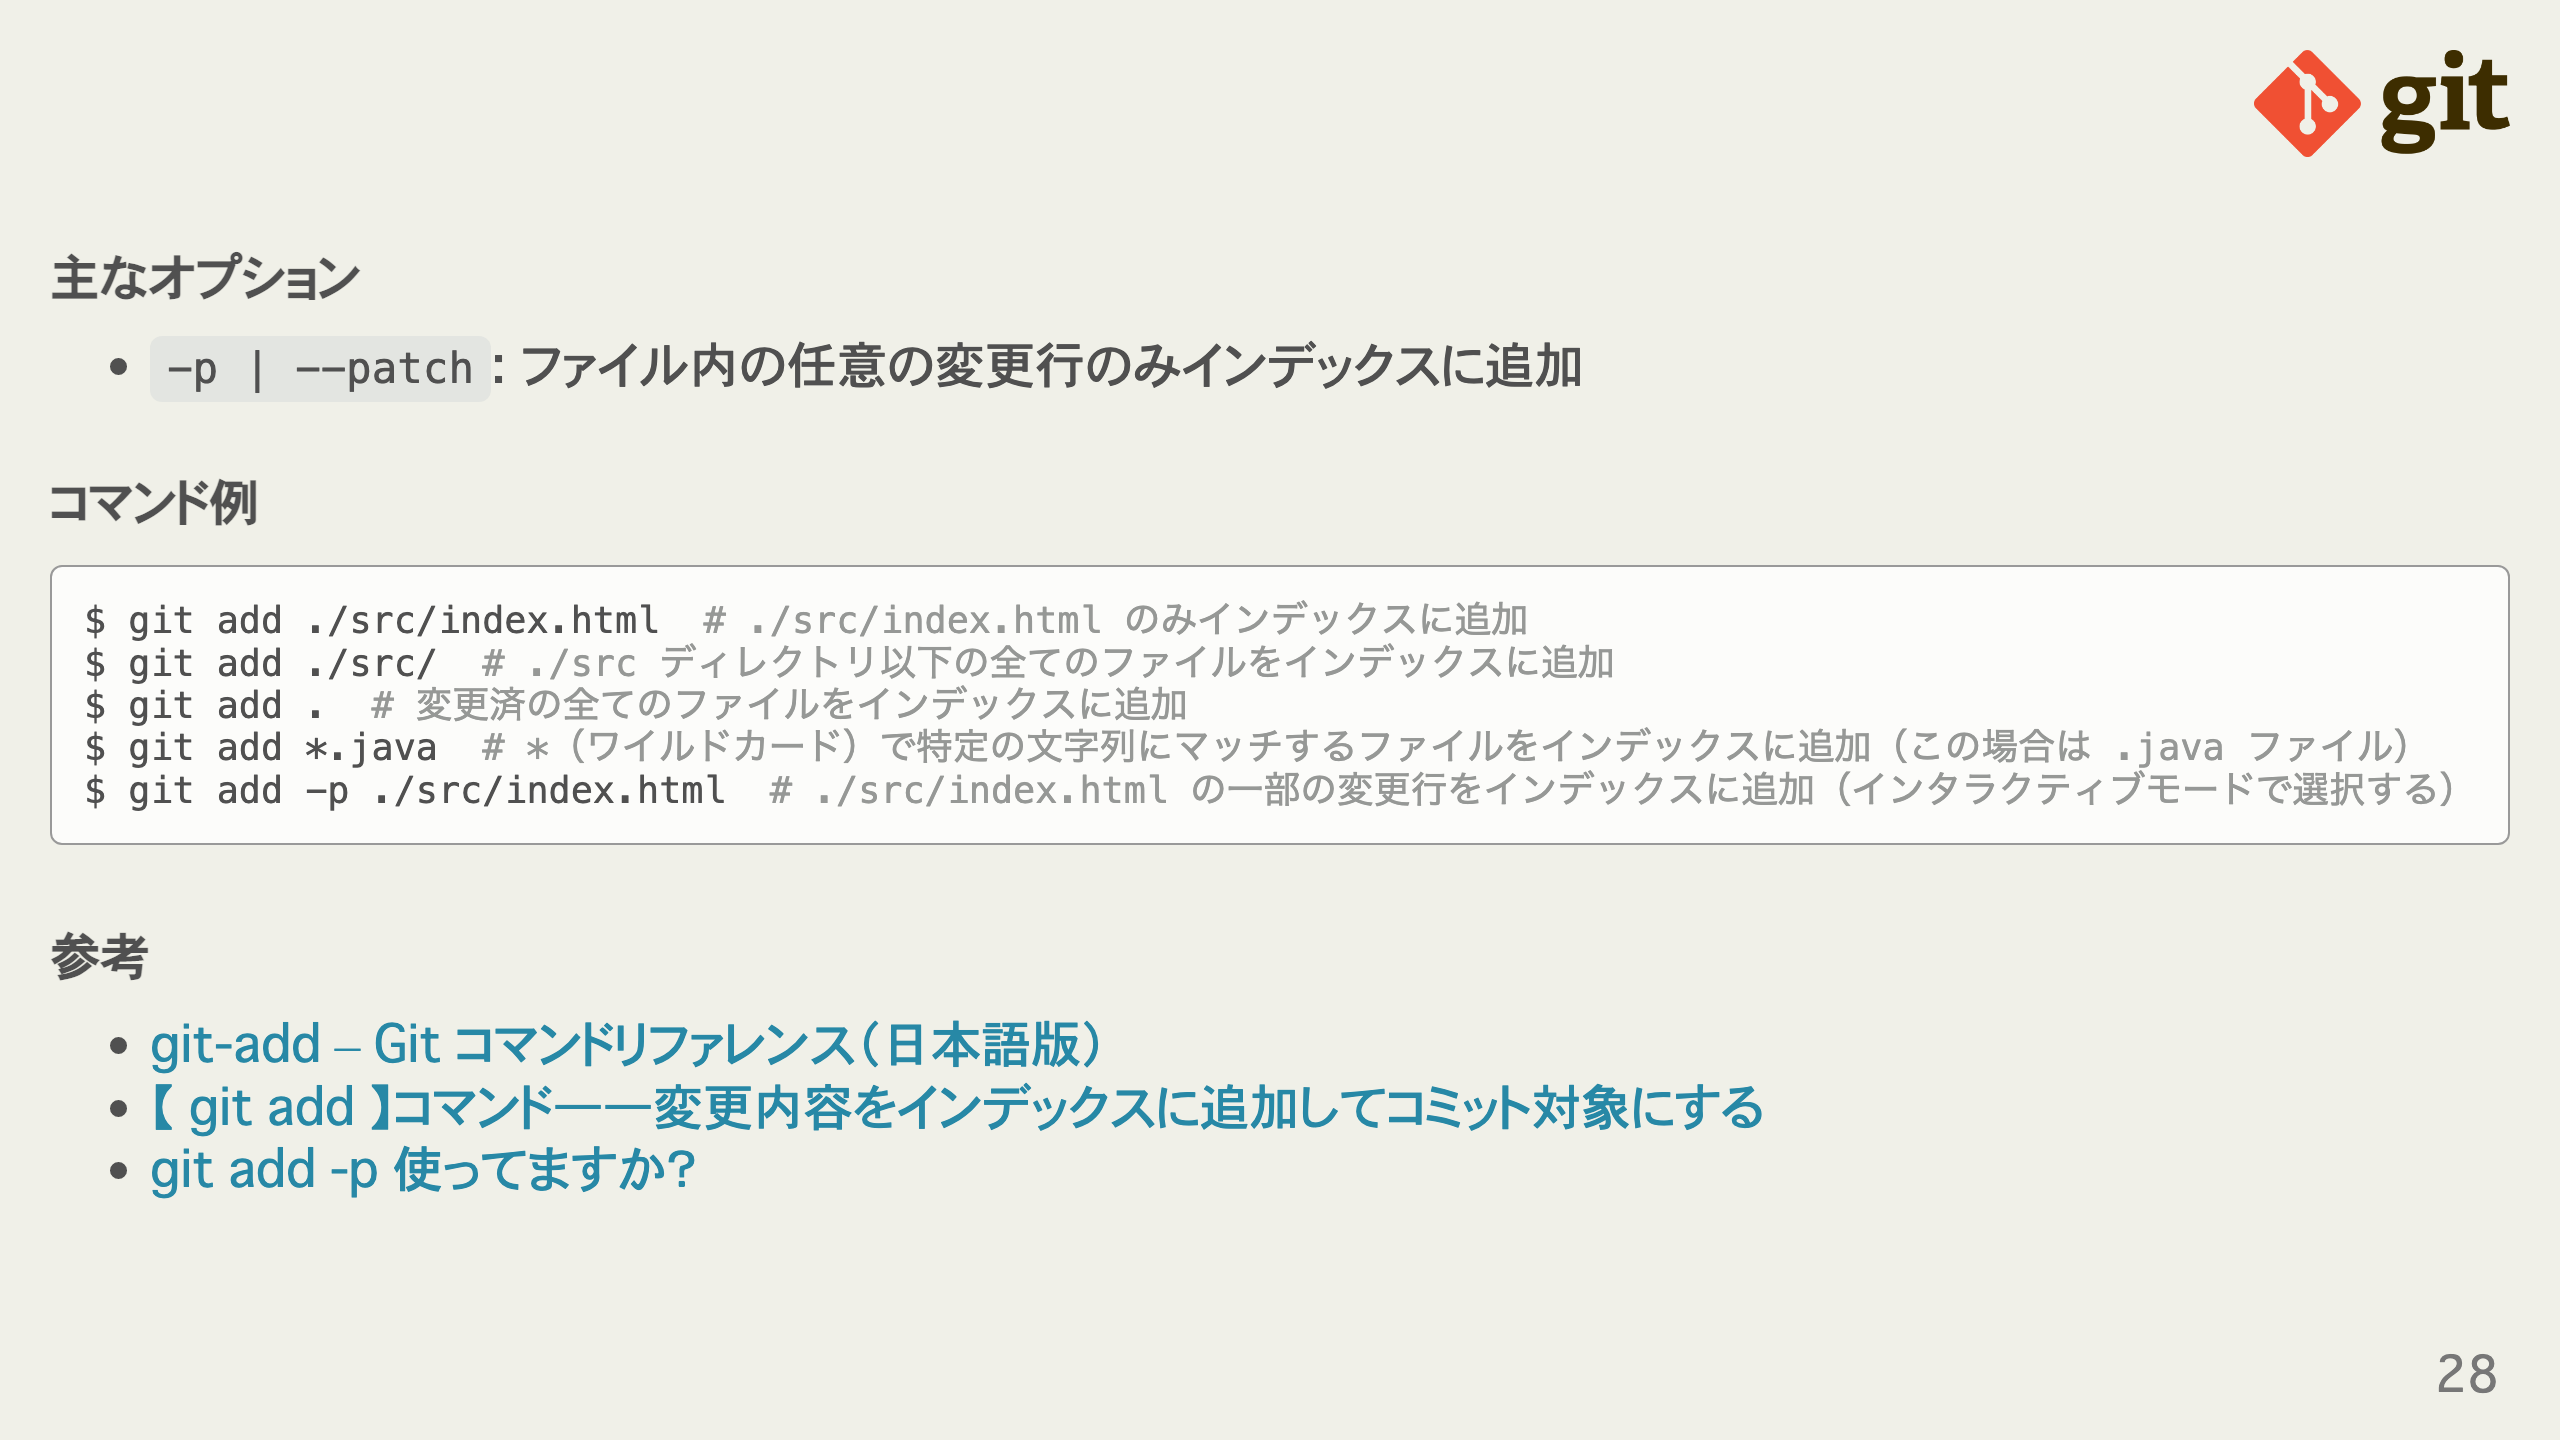 git
主なオプション
• -p | --patch : ファイル内の任意の変更行のみインデックスに追加
コマンド例
$ git add ./src/index.html  # ./src/index.html のみインデックスに追加
$ git add ./src/  # ./src ディレクトリ以下の全てのファイルをインデックスに追加
$ git add .  # 変更済の全てのファイルをインデックスに追加
$ git add *.java  # *（ワイルドカード）で特定の文字列にマッチするファイルをインデックスに追加（この場合は .java ファイル）
$ git add -p ./src/index.html  # ./src/index.html の一部の変更行をインデックスに追加（インタラクティブモードで選択する）
参考
• git-add – Git コマンドリファレンス（日本語版）
• 【 git add 】コマンド――変更内容をインデックスに追加してコミット対象にする
• git add -p 使ってますか？
28